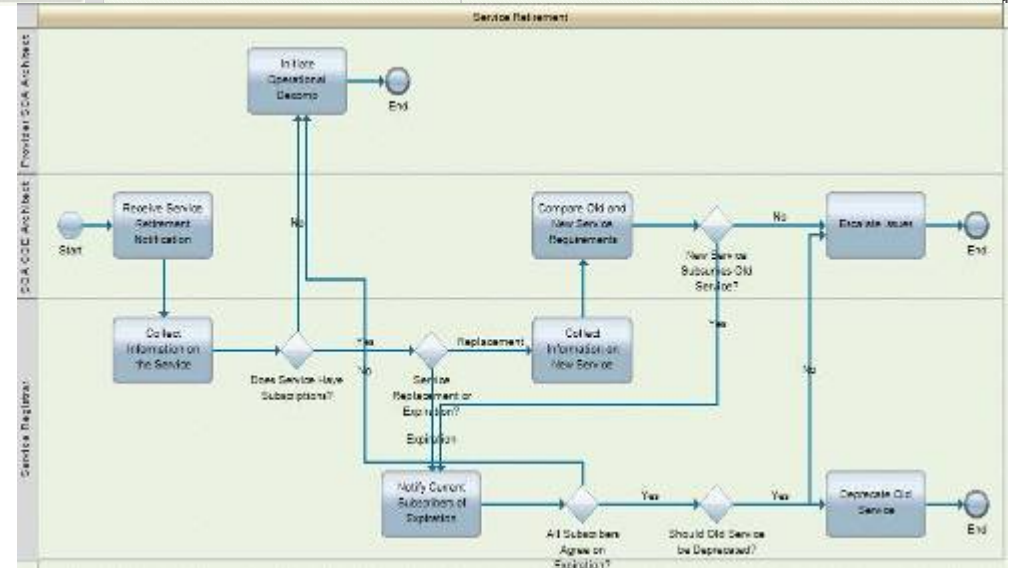 Service Retirement
Provider SOA Architect
Initiate
Operational
Decomp
End
No
SOA COE Architect
Start
Receive Service
Retirement
Notification
Compare Old and
New Service
Requirements
New Service
Subsumes Old
Service?
No
Yes
Escalate Issues
End
Service Registrar
Collect
Information on
the Service
Does Service Have
Subscriptions?
Yes
No
Service
Replacement or
Expiration?
Replacement
Expiration
Collect
Information on
New Service
No
Notify Current
Subscribers of
Expiration
All Subscribers
Agree on
Expiration?
Yes
Should Old Service
be Deprecated?
Yes
Deprecate Old
Service
End